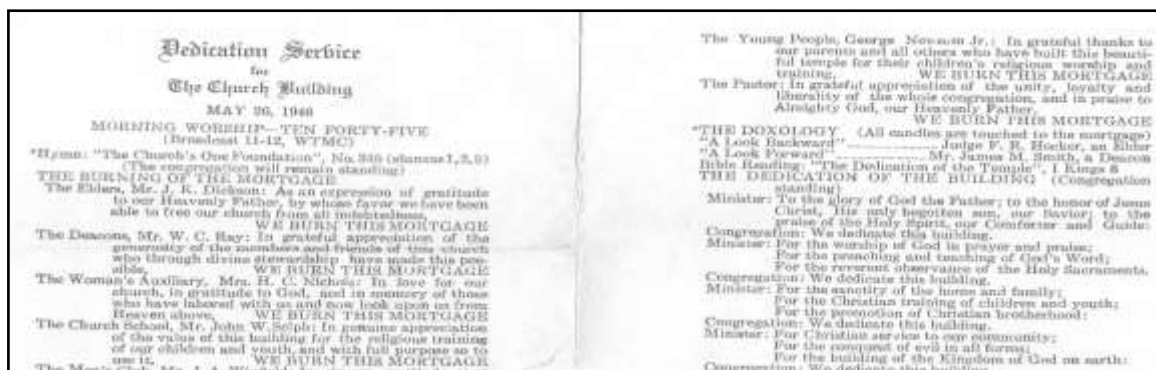 Dedication Service
for
The Church Building
MAY 26, 1946
MORNING WORSHIP—TEN FORTY-FIVE
(Broadcast 11-12, WTMC)
*Hymn: "The Church's One Foundation", No. (stanzas 1, 2, 5)
(The congregation will remain standing)
THE BURNING OF THE MORTGAGE
The Elders, Mr. J. K. Dickson: As an expression of gratitude
to our Heavenly Father, by whose favor we have been
able to free our church from all indebtedness,
WE BURN THIS MORTGAGE
The Deacons, Mr. W. C. Ray: In grateful appreciation of the
generosity of the members and friends of this church
who through divine stewardship have made this pos-
sible, WE BURN THIS MORTGAGE
The Woman's Auxiliary, Mrs. H. C. Nichols: In love for our
church, in gratitude to God, and in memory of those
who have labored with us and now look upon us from
Heaven above, WE BURN THIS MORTGAGE
The Church School, Mr. John W. Selph: In genuine appreciation
of the value of this building for the religious training
of our children and youth, and with full purpose so to
use it, WE BURN THIS MORTGAGE
The Men's Club, Mr. J. A.
The Young People, George Jr.: In grateful thanks to
our parents and all others who have built this beauti-
ful temple for their children's religious worship and
training, WE BURN THIS MORTGAGE
The Pastor: In grateful appreciation of the unity, loyalty and
liberality of the whole congregation, and in praise to
Almighty God, our Heavenly Father,
WE BURN THIS MORTGAGE
*THE DOXOLOGY (All candles are touched to the mortgage)
"A Look Backward" Judge F. R. Hocker, an Elder
"A Look Forward" Mr. James M. Smith, a Deacon
Bible Reading: "The Dedication of the Temple", I Kings 8
THE DEDICATION OF THE BUILDING (Congregation
standing)
Minister: To the glory of God the Father; to the honor of Jesus
Christ, His only begotten son, our Savior; to the
praise of the Holy Spirit, our Comforter and Guide:
Congregation: We dedicate this building.
Minister: For the worship of God in prayer and praise;
For the preaching and teaching of God's Word;
For the reverent observance of the Holy Sacraments.
Congregation: We dedicate this building.
Minister: For the sanctity of the home and family;
For the Christian training of children and youth;
For the promotion of Christian brotherhood:
Congregation: We dedicate this building.
Minister: For Christian service to our community;
For the conquest of evil in all forms;
For the building of the Kingdom of God on earth:
Congregation: We dedicate this building.